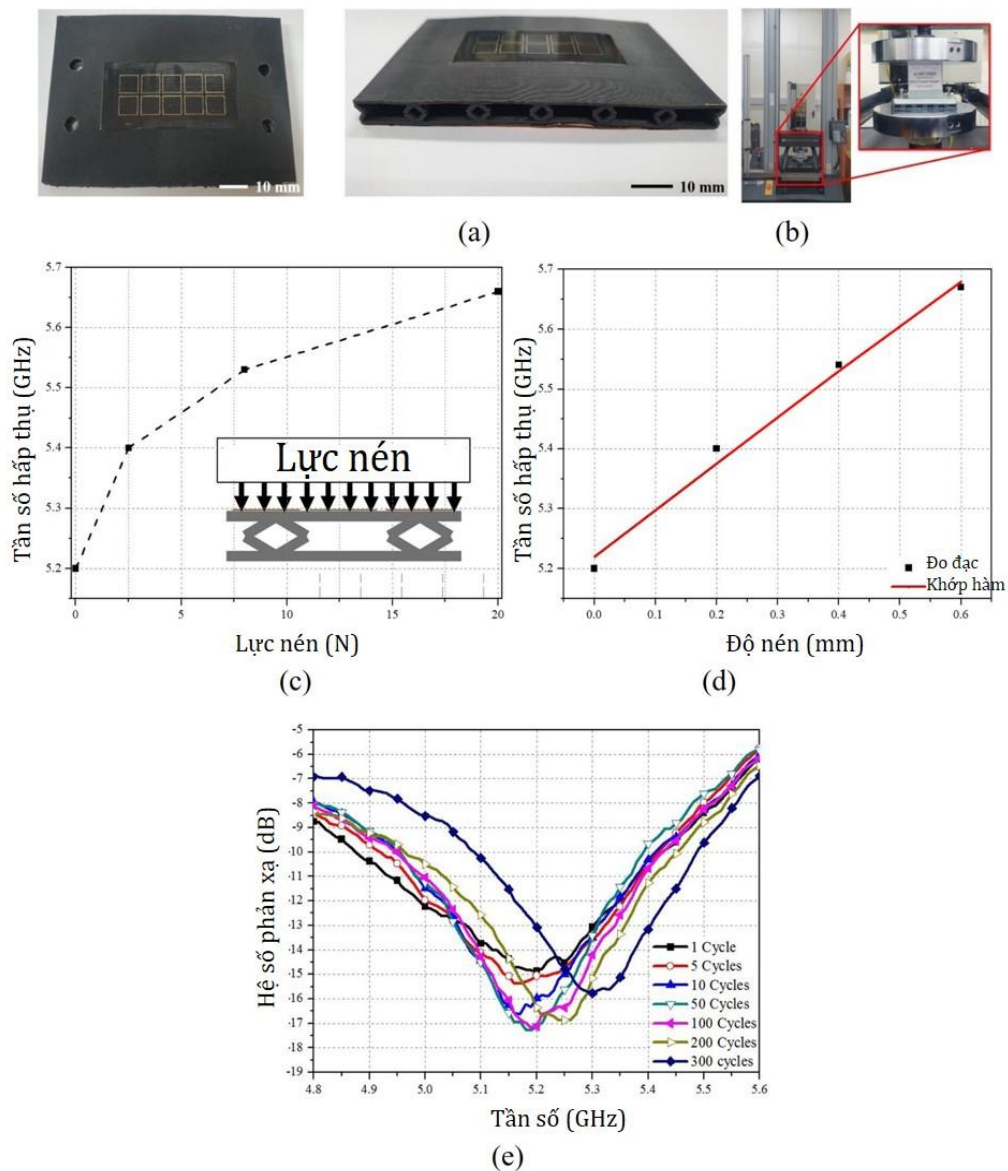 10 mm
10 mm
(a)
(b)
Tần số hấp thụ (GHz)
5.7
5.6
5.5
5.4
5.3
5.2
0
5
10
15
20
Lực nén
Lực nén (N)
(c)
Tần số hấp thụ (GHz)
5.7
5.6
5.5
5.4
5.3
5.2
0.0
0.1
0.2
0.3
0.4
0.5
0.6
Đo đạc
Khớp hàm
Độ nén (mm)
(d)
Hệ số phản xạ (dB)
-5
-6
-7
-8
-9
-10
-11
-12
-13
-14
-15
-16
-17
-18
-19
4.8
4.9
5.0
5.1
5.2
5.3
5.4
5.5
5.6
1 Cycle
5 Cycles
10 Cycles
50 Cycles
100 Cycles
200 Cycles
300 cycles
Tần số (GHz)
(e)